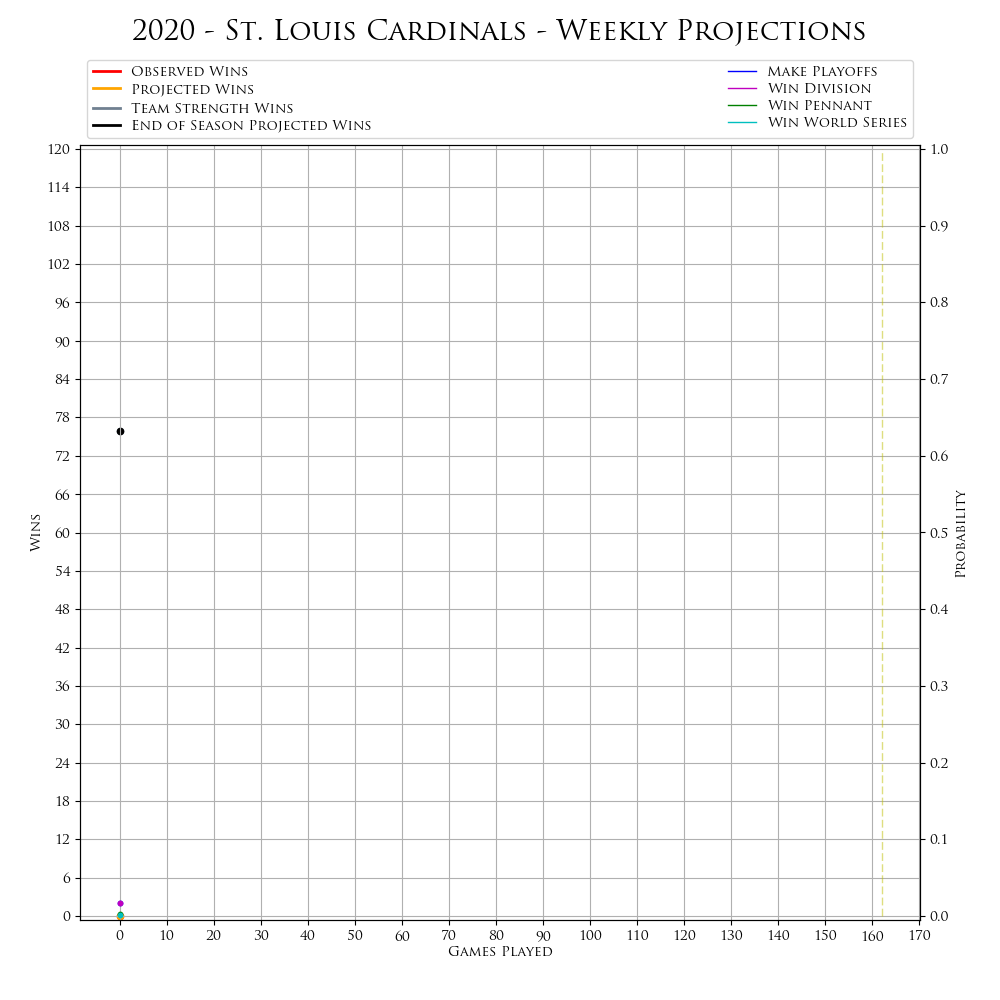 2020 - St. Louis Cardinals - Weekly Projections
Observed Wins
Projected Wins
Team Strength Wins
End of Season Projected Wins
Make Playoffs
Win Division
Win Pennant
Win World Series
120
114
108
102
96
90
84
78
72
66
60
54
48
42
36
30
24
18
12
6
0
Wins
1.0
0.9
0.8
0.7
0.6
0.5
0.4
0.3
0.2
0.1
0.0
Probability
0 10 20 30 40 50 60 70 80 90 100 110 120 130 140 150 160 170
Games Played